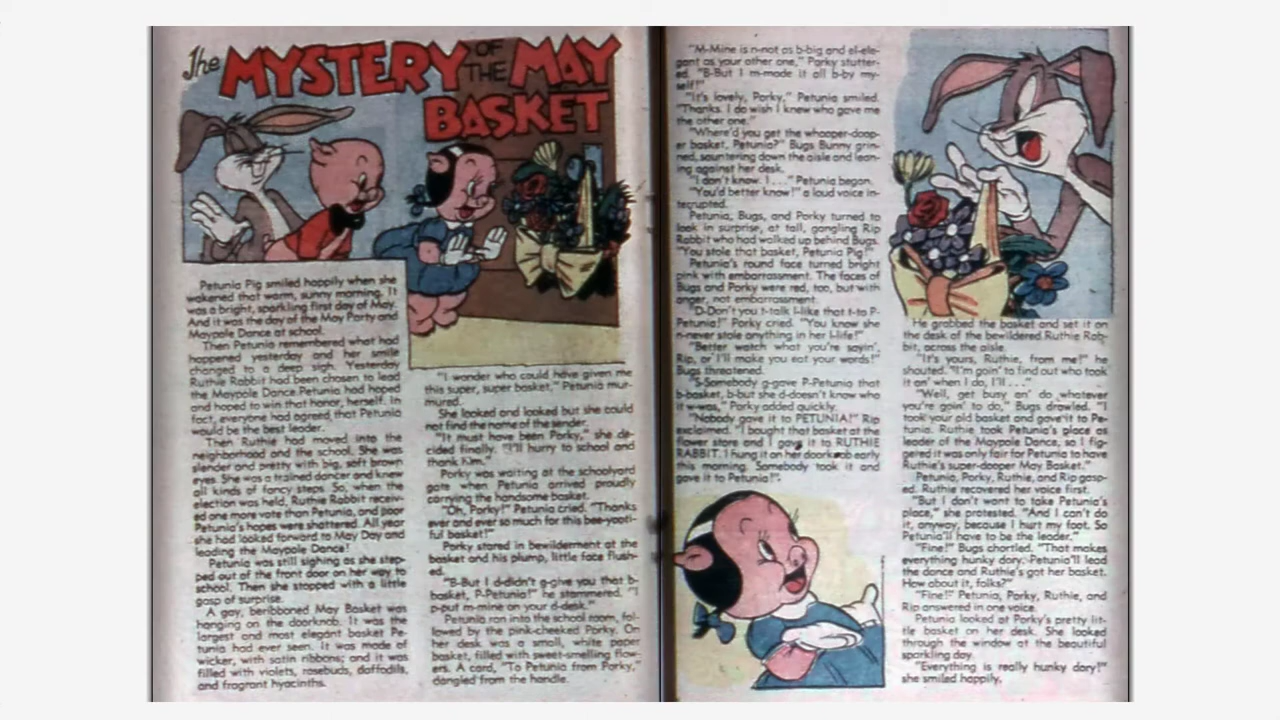 The MYSTERY OF THE MAY BASKET
Petunia Pig smiled happily when she
wakened that warm, sunny morning. It
was a bright, sparkling first day of May.
And it was the day of the May Party and
Maypole Dance at school.
Then Petunia remembered what had
happened yesterday and her smile
changed to a deep sigh. Yesterday
Ruthie Rabbit had been chosen to lead
the Maypole Dance. Petunia had hoped
and hoped to win that honor, herself. In
fact, everyone had agreed that Petunia
would be the best leader.
Then Ruthie had moved into the
neighborhood and the school. She was
slender and pretty with big, soft brown
eyes. She was a trained dancer and knew
all kinds of fancy steps. So, when the
election was held, Ruthie Rabbit receiv-
ed one more vote than Petunia, and poor
Petunia's hopes were shattered. All year
she had looked forward to May Day and
leading the Maypole Dance!
Petunia was still sighing as she step-
ped out of the front door on her way to
school. Then she stopped with a little
gasp of surprise.
A gay, beribboned May Basket was
hanging on the doorknob. It was the
largest and most elegant basket Pe-
tunia had ever seen. It was made of
wicker, with satin ribbons; and it was
filled with violets, rosebuds, daffodils,
and fragrant hyacinths.
"I wonder who could have given me
this super, super basket," Petunia mur-
mured.
She looked and looked but she could
not find the name of the sender.
"It must have been Porky," she de-
cided finally. "I'll hurry to school and
thank him."
Porky was waiting at the schoolyard
gate when Petunia arrived proudly
carrying the handsome basket.
"Oh, Porky!" Petunia cried. "Thanks
ever and ever so much for this bee-yooti-
ful basket!"
Porky stared in bewilderment at the
basket and his plump, little face flush-
ed.
"B-But I d-didn't g-give you that b-
basket, P-Petunia!" he stammered. "I
p-put m-mine on your d-desk."
Petunia ran into the school room, fol-
lowed by the pink-cheeked Porky. On
her desk was a small, white paper
basket, filled with sweet-smelling flow-
ers. A card, "To Petunia from Porky,"
dangled from the handle.
"M-Mine is n-not as b-big and el-ele-
gant as your other one," Porky stutter-
ed. "B-But I m-made it all b-by my-
self!"
"It's lovely, Porky," Petunia smiled.
"Thanks. I do wish I knew who gave me
the other one."
"Where'd you get the whooper-doop-
er basket, Petunia?" Bugs Bunny grin-
ned, sauntering down the aisle and lean-
ing against her desk.
"I don't know. I . . ." Petunia began.
"You'd better know!" a loud voice in-
terrupted.
Petunia, Bugs, and Porky turned to
look in surprise, at tall, gangling Rip
Rabbit who had walked up behind Bugs.
"You stole that basket, Petunia Pig!"
Petunia's round face turned bright
pink with embarrassment. The faces of
Bugs and Porky were red, too, but with
anger, not embarrassment.
"D-Don't you t-talk l-like that t-to P-
Petunia!" Porky cried. "You know she
n-never stole anything in her l-life!"
"Better watch what you're sayin',
Rip, or I'll make you eat your words!"
Bugs threatened.
"S-Somebody g-gave P-Petunia that
b-basket, b-but she d-doesn't know who
it w-was," Porky added quickly.
"Nobody gave it to PETUNIA!" Rip
exclaimed. "I bought that basket at the
flower store and I gave it to RUTHIE
RABBIT. I hung it on her doorknob early
this morning. Somebody took it and
gave it to Petunia!".
He grabbed the basket and set it on
the desk of the bewildered Ruthie Rab-
bit, across the aisle.
"It's yours, Ruthie, from me!" he
shouted. "I'm goin' to find out who took
it an' when I do, I'll . . ."
"Well, get busy an' do whatever
you're goin' to do," Bugs drawled. "I
took your old basket and gave it to Pe-
tunia. Ruthie took Petunia's place as
leader of the Maypole Dance, so I fig-
gered it was only fair for Petunia to have
Ruthie's super-dooper May Basket."
Petunia, Porky, Ruthie, and Rip gasp-
ed. Ruthie recovered her voice first.
"But I don't want to take Petunia's
place," she protested. "And I can't do
it, anyway, because I hurt my foot. So
Petunia'll have to be the leader."
"Fine!" Bugs chortled. "That makes
everything hunky dory. Petunia'll lead
the dance and Ruthie's got her basket.
How about it, folks?"
"Fine!" Petunia, Porky, Ruthie, and
Rip answered in one voice.
Petunia looked at Porky's pretty lit-
tle basket on her desk. She looked
through the window at the beautiful
sparkling day.
"Everything is really hunky dory!"
she smiled happily.